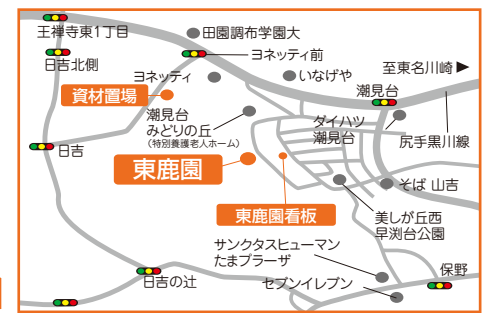 王禅寺東1丁目
田園調布学園大
日吉北側
ヨネッティ前
ヨネッティ
いなげや
至東名川崎▶
資材置場
潮見台
潮見台
みどりの丘
(特別養護老人ホーム)
ダイハツ
潮見台
尻手黒川線
日吉
東鹿園
そば 山吉
東鹿園看板
美しが丘西
早渕台公園
サンクタスヒューマン
たまプラーザ
保野
日吉の辻
セブンイレブン